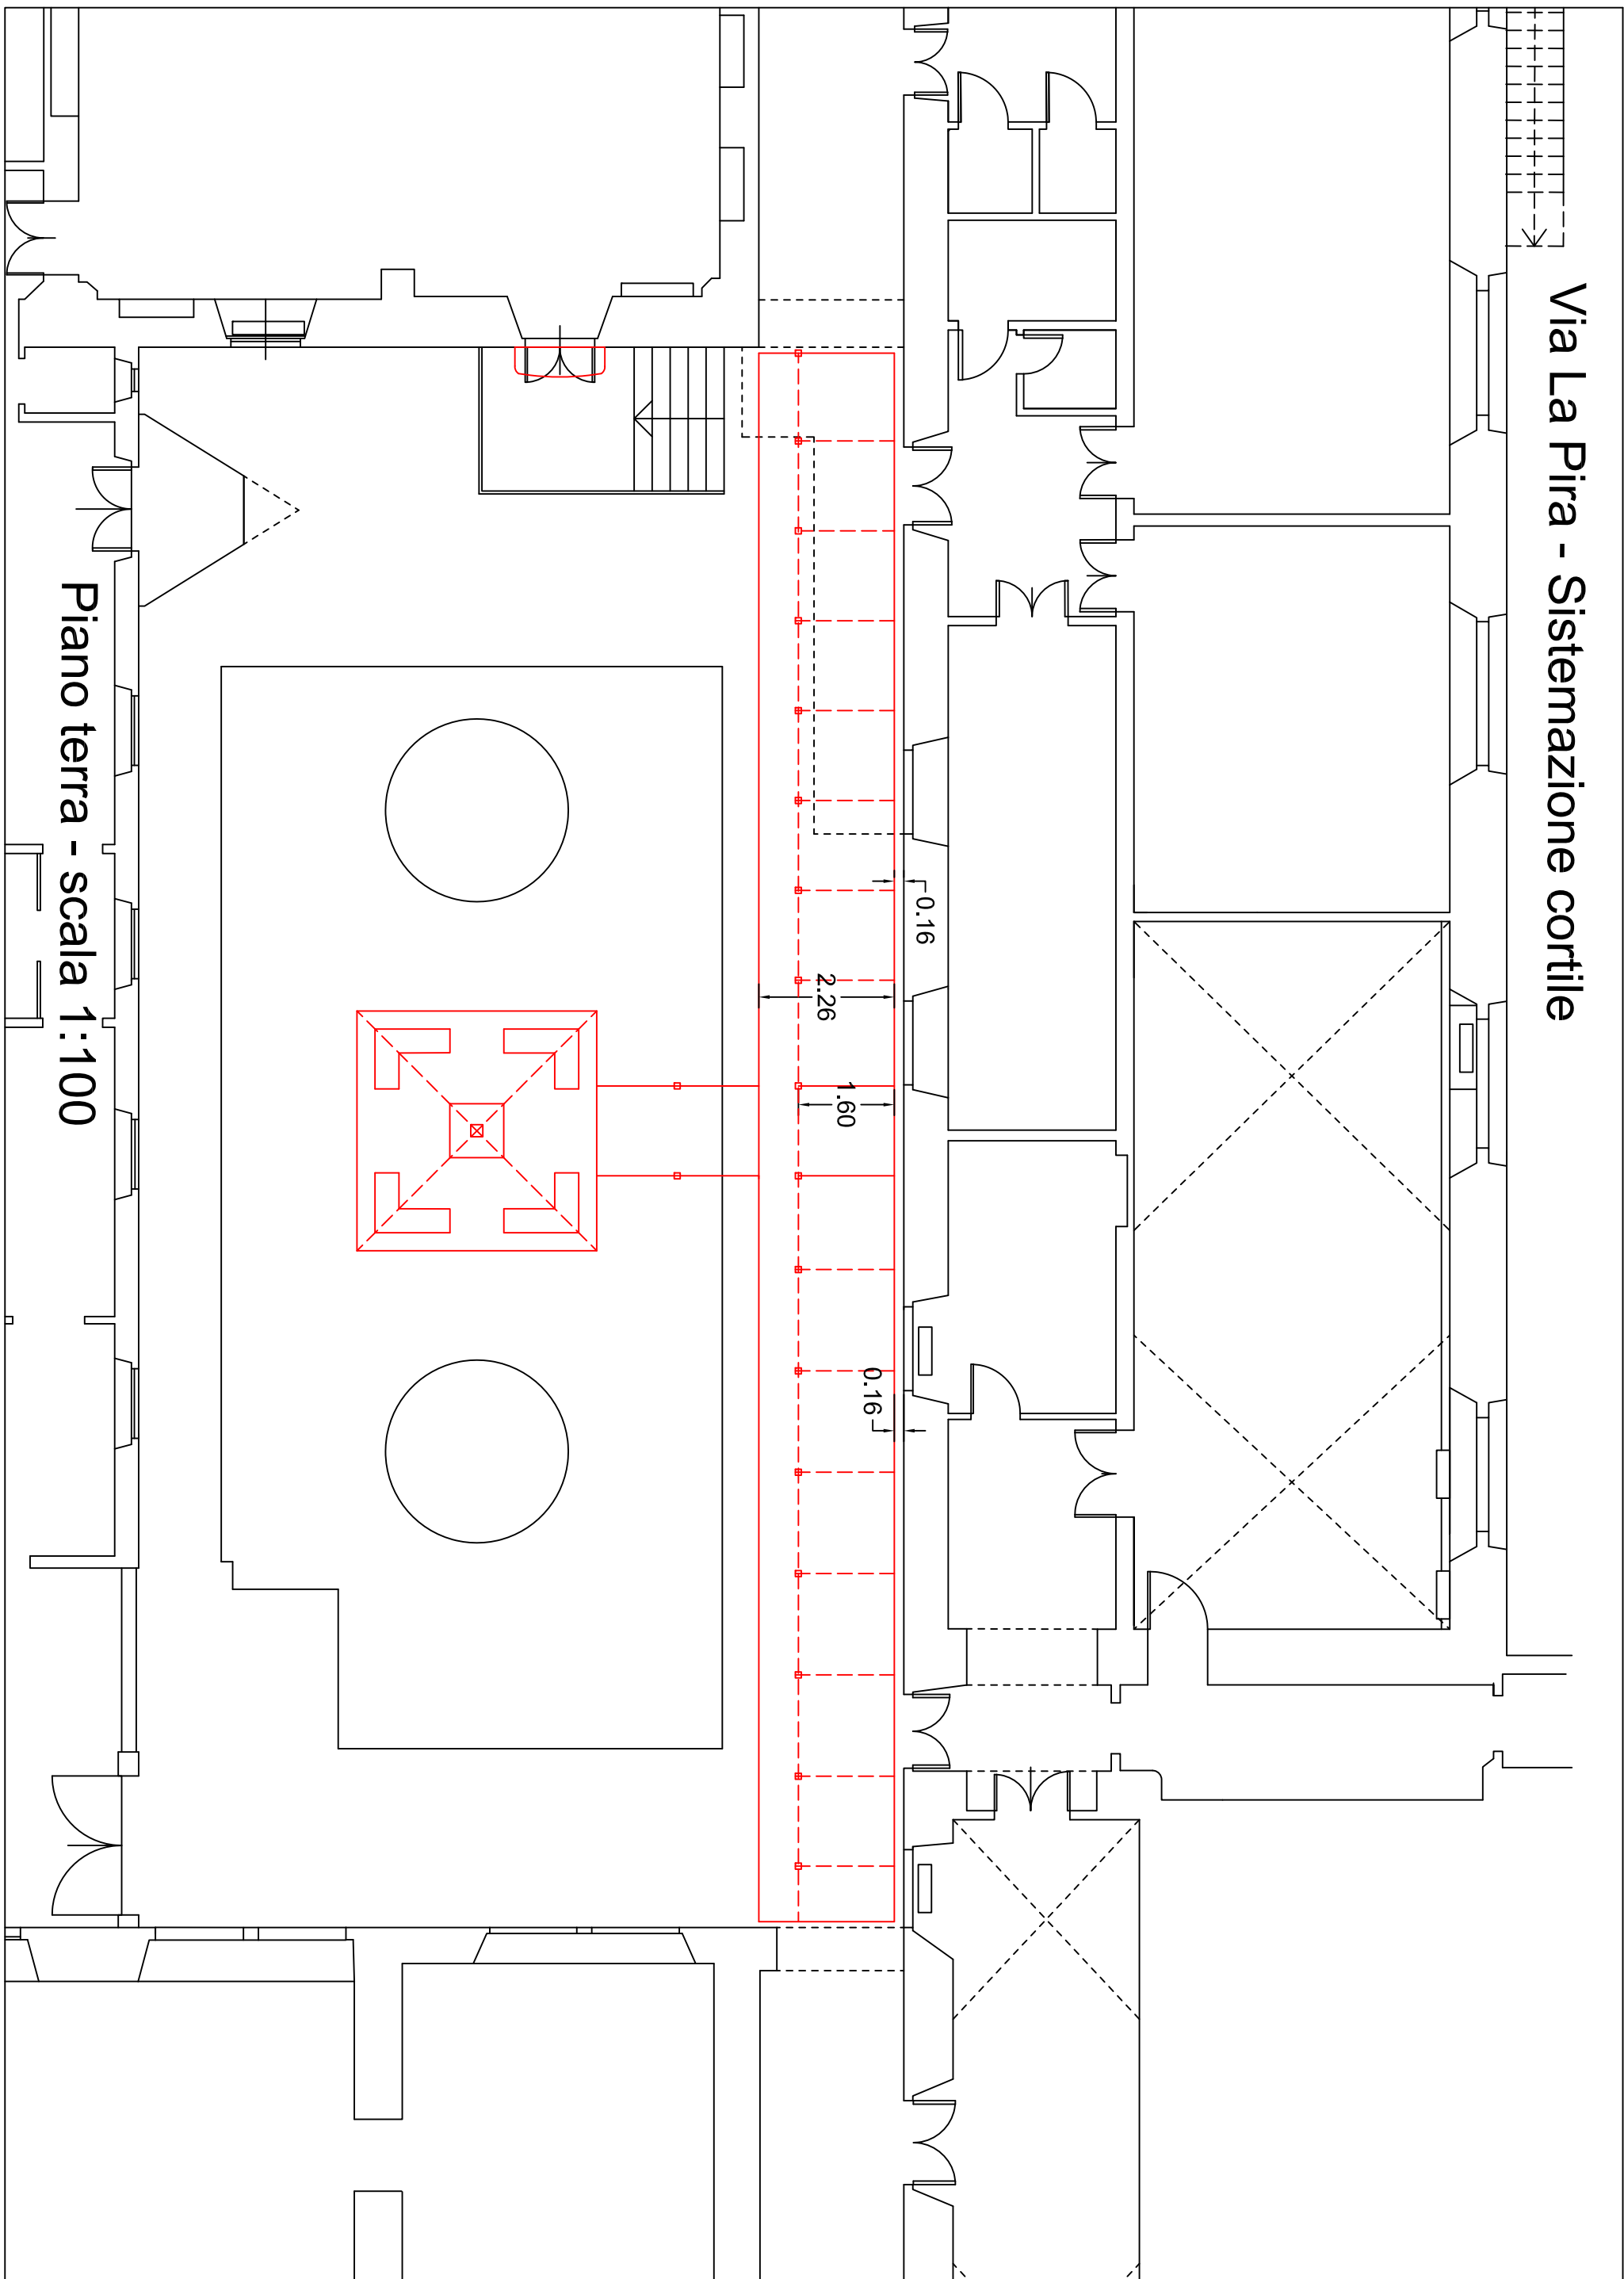 Via La Pira - Sistemazione cortile
0.16
2.26
1.60
0.16
Piano terra - scala 1:100